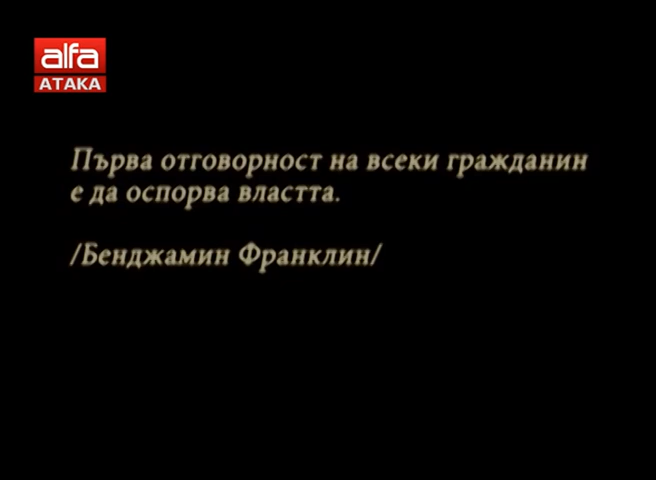 alfa
АТАКА
Първа отговорност на всеки гражданин
е да оспорва властта.
/Бенджамин Франклин/